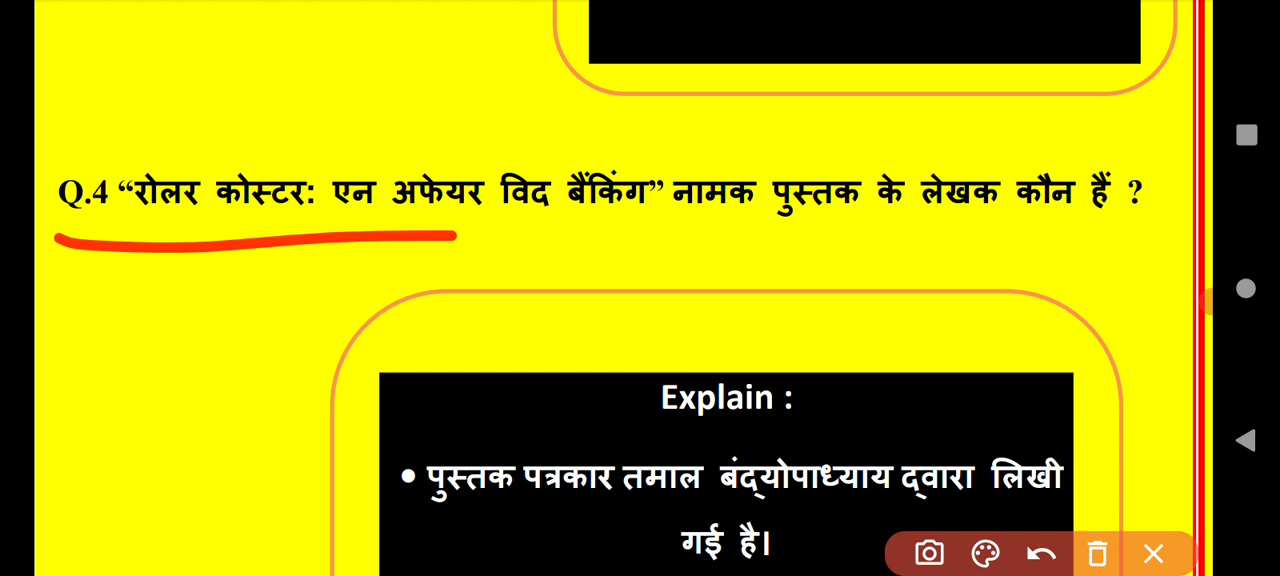 Q.4 “रोलर कोस्टर: एन अफेयर विद बैंकिंग” नामक पुस्तक के लेखक कौन हैं ?
Explain :
• पुस्तक पत्रकार तमाल बंद्योपाध्याय द्वारा लिखी
गई है।